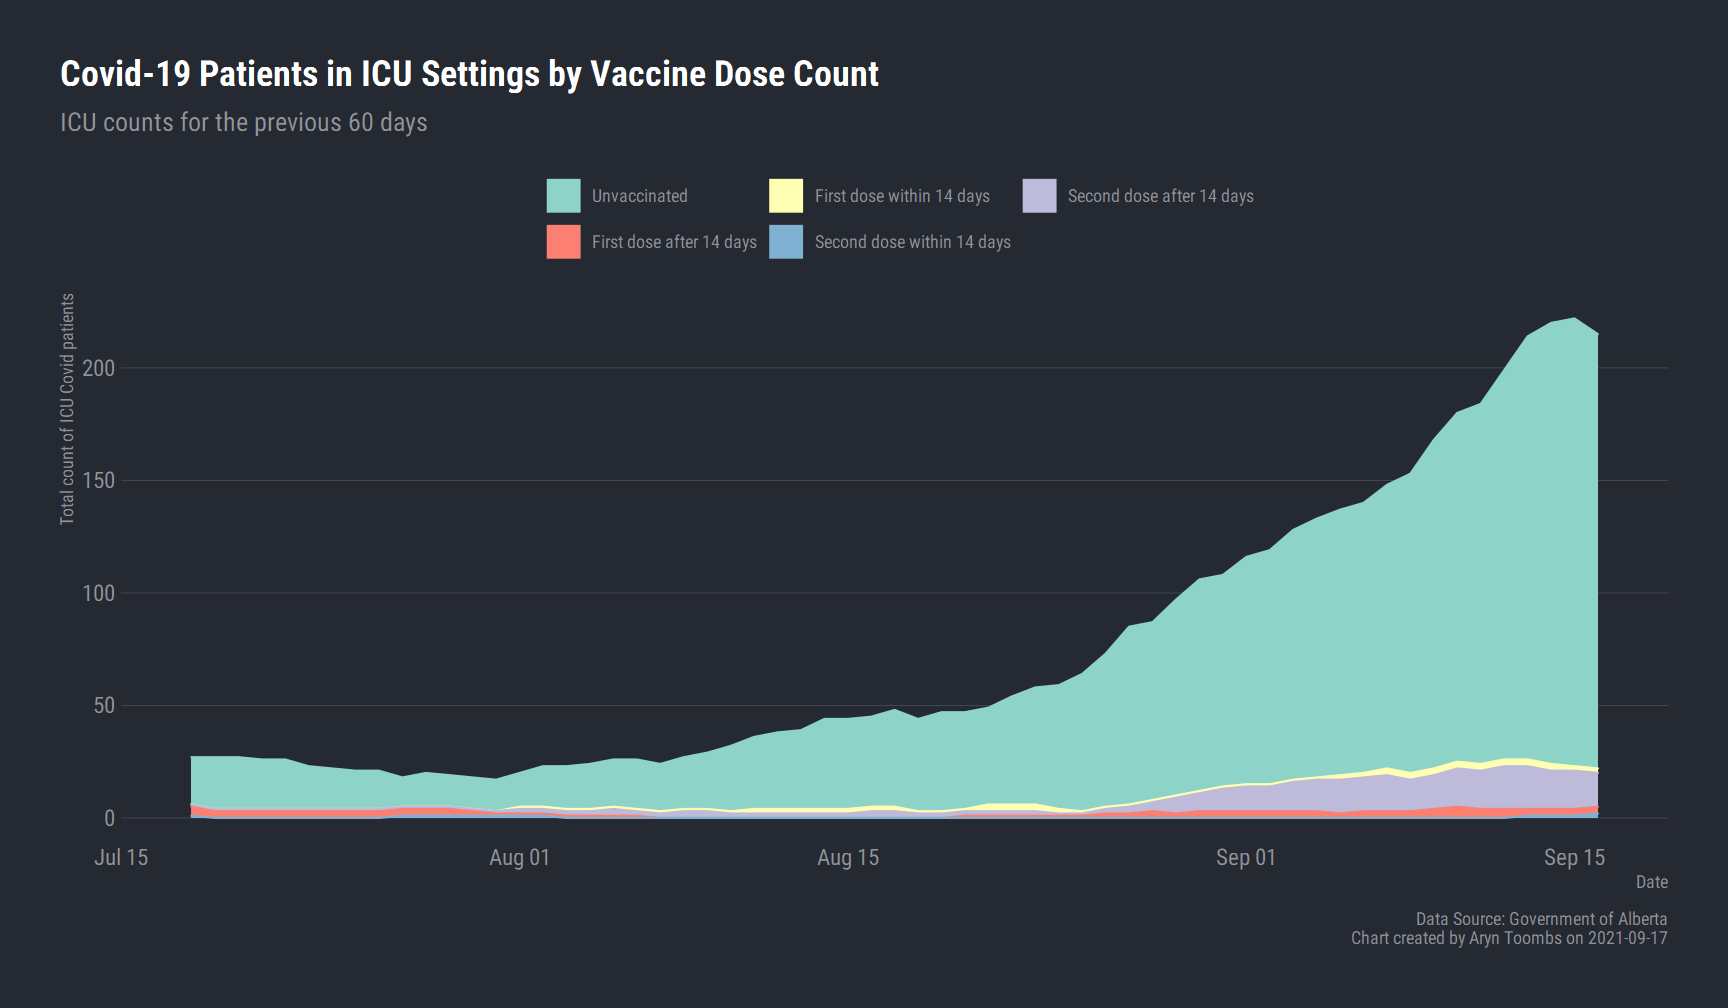 Covid-19 Patients in ICU Settings by Vaccine Dose Count
ICU counts for the previous 60 days
Unvaccinated
First dose within 14 days
Second dose after 14 days
First dose after 14 days
Second dose within 14 days
Total count of ICU Covid patients
200
150
100
50
0
Jul 15
Aug 01
Aug 15
Sep 01
Sep 15
Date
Data Source: Government of Alberta
Chart created by Aryn Toombs on 2021-09-17